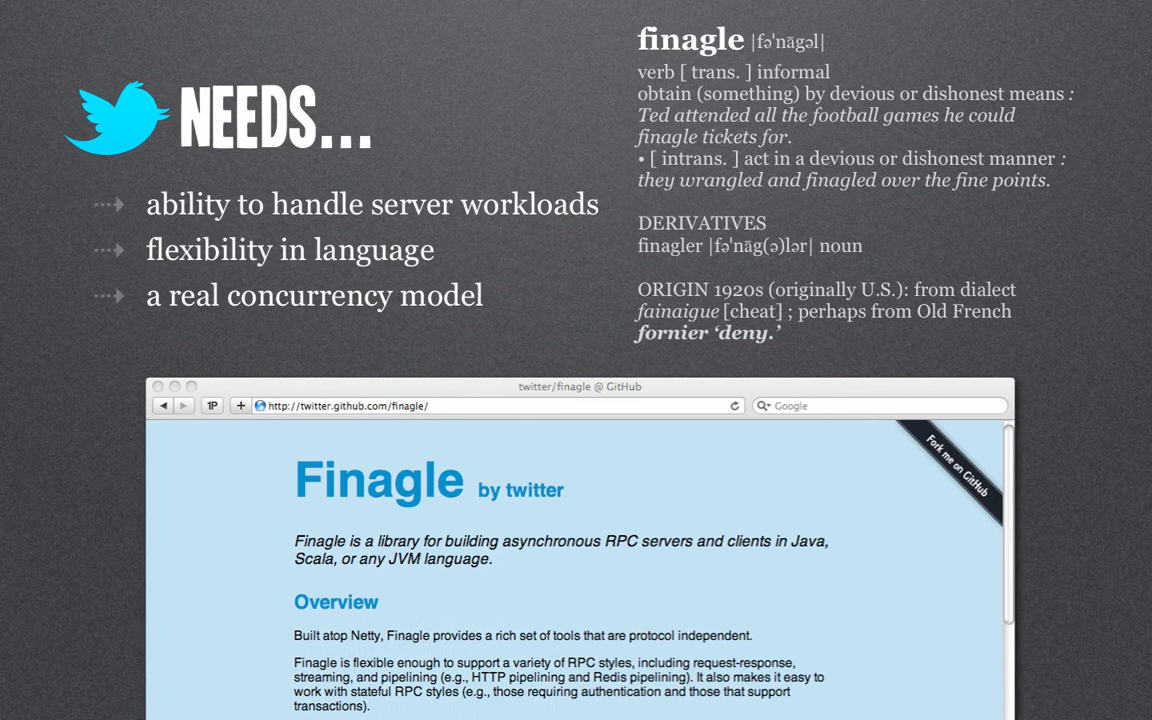 NEEDS...
ability to handle server workloads
flexibility in language
a real concurrency model
finagle |fəˈnāgəl|
verb [ trans. ] informal
obtain (something) by devious or dishonest means :
Ted attended all the football games he could
finagle tickets for.
• [ intrans. ] act in a devious or dishonest manner :
they wrangled and finagled over the fine points.
DERIVATIVES
finagler |fəˈnāg(ə)lər| noun
ORIGIN 1920s (originally U.S.): from dialect
fainaigue [cheat] ; perhaps from Old French
fornier ‘deny.’
twitter/finagle @ GitHub
1P
+
http://twitter.github.com/finagle/
Google
Fork me on GitHub
Finagle by twitter
Finagle is a library for building asynchronous RPC servers and clients in Java,
Scala, or any JVM language.
Overview
Built atop Netty, Finagle provides a rich set of tools that are protocol independent.
Finagle is flexible enough to support a variety of RPC styles, including request-response,
streaming, and pipelining (e.g., HTTP pipelining and Redis pipelining). It also makes it easy to
work with stateful RPC styles (e.g., those requiring authentication and those that support
transactions).